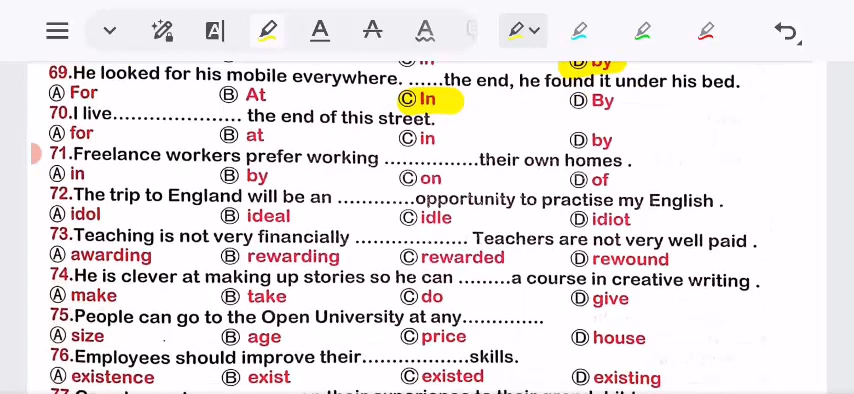 in by
69.He looked for his mobile everywhere. ......the end, he found it under his bed.
Ⓐ For Ⓑ At Ⓒ In Ⓓ By
70.I live...................... the end of this street.
Ⓐ for Ⓑ at Ⓒ in Ⓓ by
71.Freelance workers prefer working ................their own homes .
Ⓐ in Ⓑ by Ⓒ on Ⓓ of
72.The trip to England will be an .............opportunity to practise my English .
Ⓐ idol Ⓑ ideal Ⓒ idle Ⓓ idiot
73.Teaching is not very financially ................... Teachers are not very well paid .
Ⓐ awarding Ⓑ rewarding Ⓒ rewarded Ⓓ rewound
74.He is clever at making up stories so he can .........a course in creative writing .
Ⓐ make Ⓑ take Ⓒ do Ⓓ give
75.People can go to the Open University at any..............
Ⓐ size Ⓑ age Ⓒ price Ⓓ house
76.Employees should improve their..................skills.
Ⓐ existence Ⓑ exist Ⓒ existed Ⓓ existing